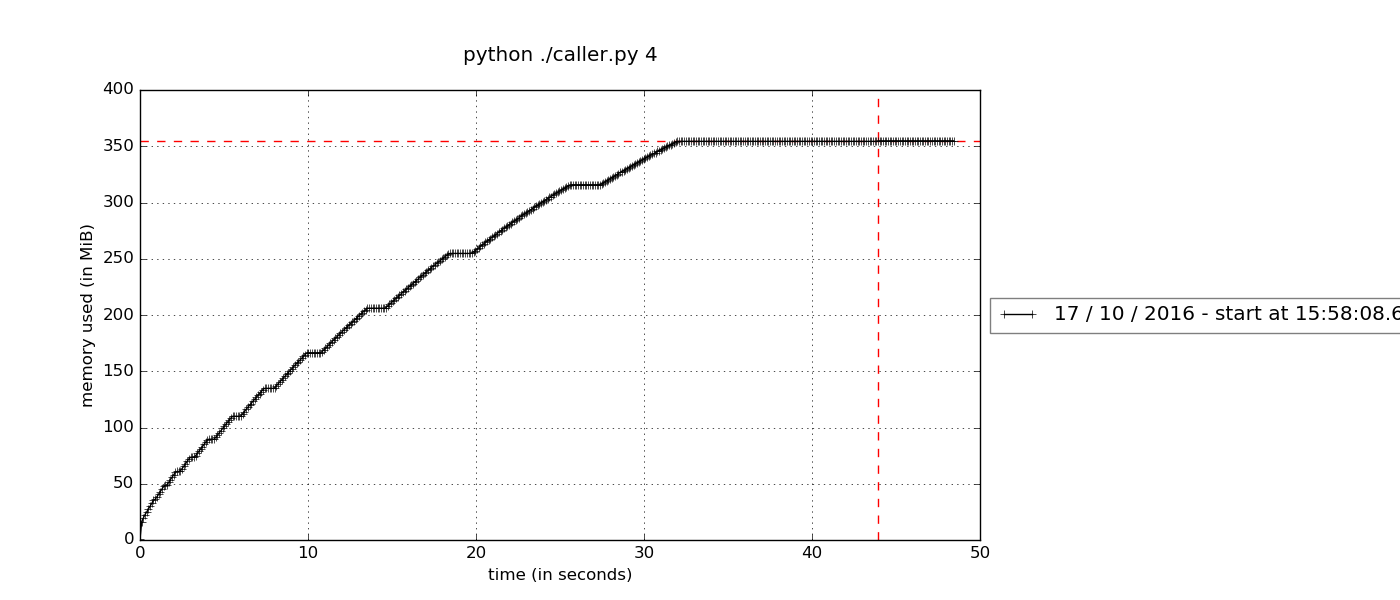 python ./caller.py 4
400
350
300
250
200
150
100
50
0
memory used (in MiB)
0 10 20 30 40 50
time (in seconds)
17 / 10 / 2016 - start at 15:58:08.6